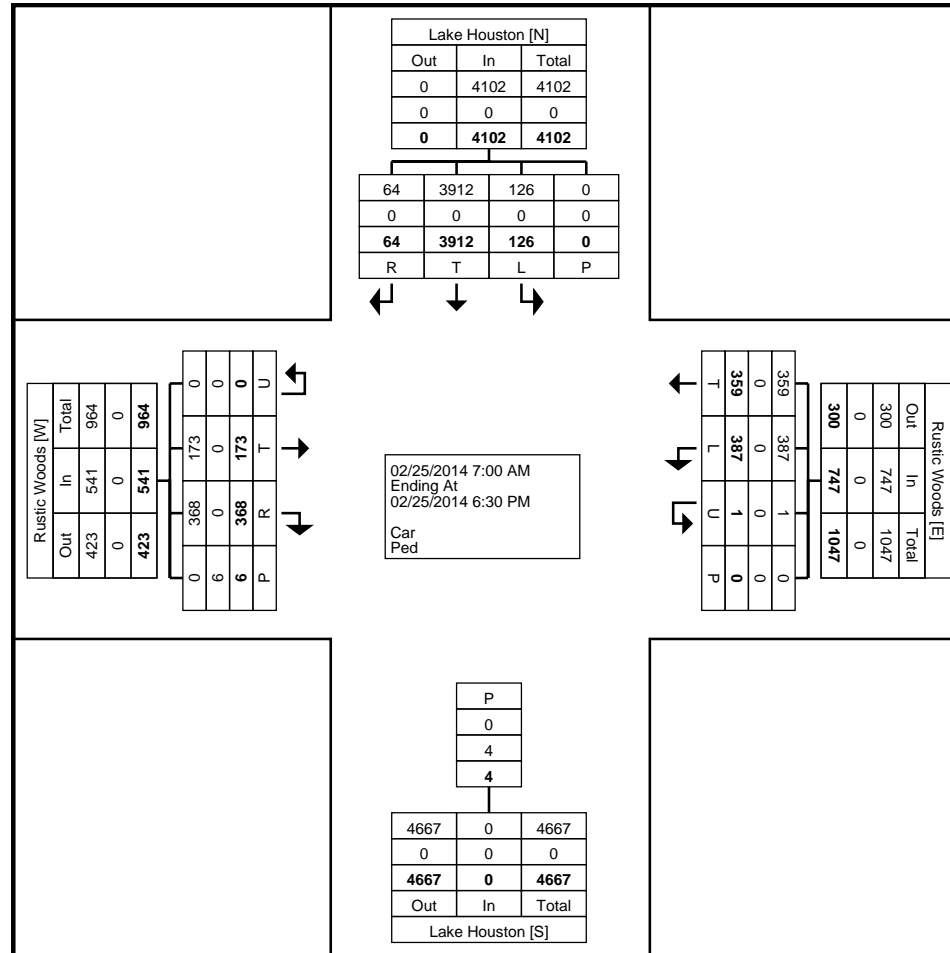 Lake Houston [N]
Out In Total
0 4102 4102
0 0 0
0 4102 4102
64 3912 126 0
0 0 0 0
64 3912 126 0
R T L P
Rustic Woods [W]
Total In Out
964 541 423
0 0 0
964 541 423
0 173 368 0
0 0 0 6
0 173 368 6
U T R P
02/25/2014 7:00 AM
Ending At
02/25/2014 6:30 PM
Car
Ped
Rustic Woods [E]
Out In Total
300 747 1047
0 0 0
300 747 1047
359 387 1 0
0 0 0 0
359 387 1 0
T L U P
P
0
4
4
4667 0 4667
0 0 0
4667 0 4667
Out In Total
Lake Houston [S]